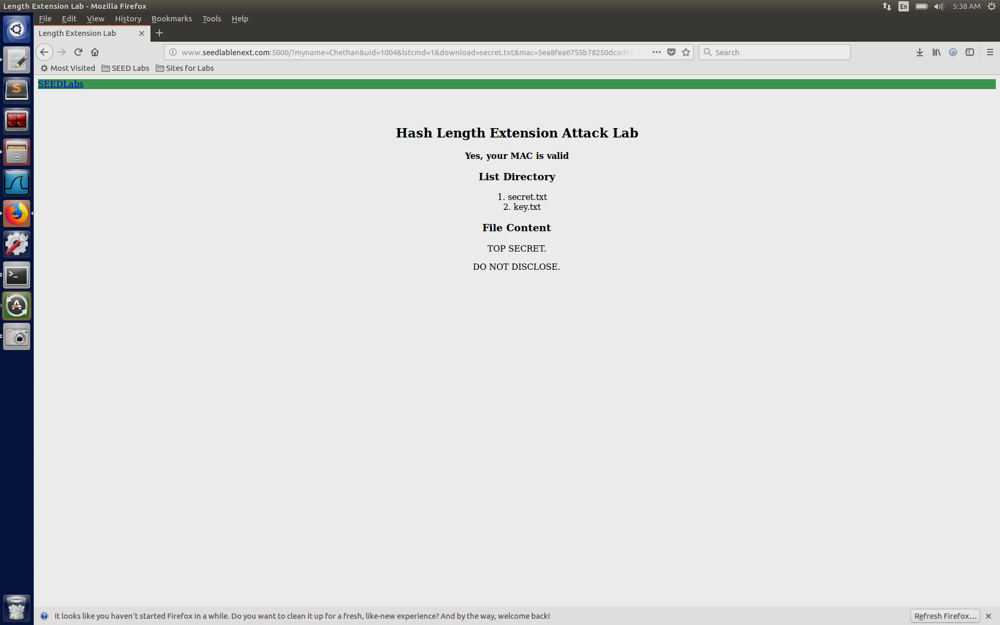 Length Extension Lab - Mozilla Firefox
En
5:38 AM
File Edit View History Bookmarks Tools Help
Length Extension Lab
www.seedlablenext.com:5000/?myname=Chethan&uid=1004&lstcmd=1&download=secret.txt&mac=5ea8fea6755b78250dcad68
Search
Most Visited SEED Labs Sites for Labs
SEEDLabs
Hash Length Extension Attack Lab
Yes, your MAC is valid
List Directory
1. secret.txt
2. key.txt
File Content
TOP SECRET.
DO NOT DISCLOSE.
It looks like you haven’t started Firefox in a while. Do you want to clean it up for a fresh, like-new experience? And by the way, welcome back!
Refresh Firefox…